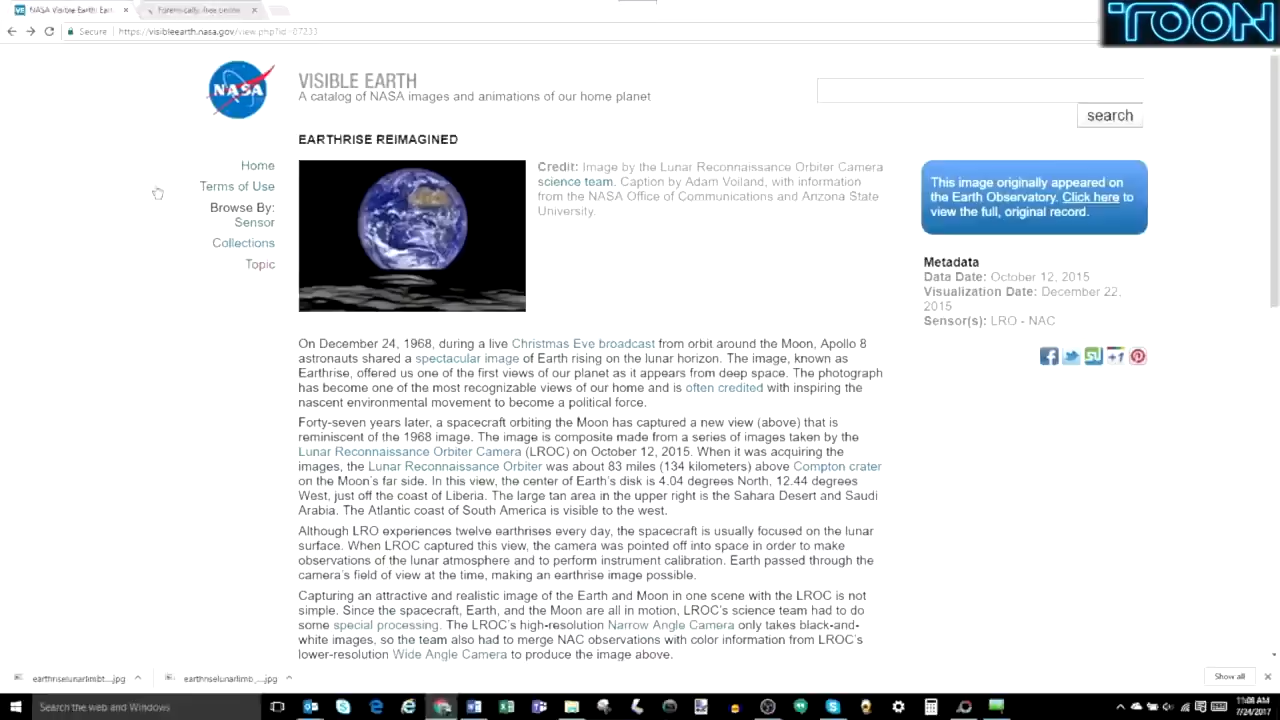 NASA Visible Earth: Eart
Forensically, free online
TOON
Secure
https://visibleearth.nasa.gov/view.php?id=87233
NASA
VISIBLE EARTH
A catalog of NASA images and animations of our home planet
search
EARTHRISE REIMAGINED
Home
Terms of Use
Browse By:
Sensor
Collections
Topic
Credit: Image by the Lunar Reconnaissance Orbiter Camera
science team. Caption by Adam Voiland, with information
from the NASA Office of Communications and Arizona State
University.
This image originally appeared on
the Earth Observatory. Click here to
view the full, original record.
Metadata
Data Date: October 12, 2015
Visualization Date: December 22,
2015
Sensor(s): LRO - NAC
On December 24, 1968, during a live Christmas Eve broadcast from orbit around the Moon, Apollo 8
astronauts shared a spectacular image of Earth rising on the lunar horizon. The image, known as
Earthrise, offered us one of the first views of our planet as it appears from deep space. The photograph
has become one of the most recognizable views of our home and is often credited with inspiring the
nascent environmental movement to become a political force.
Forty-seven years later, a spacecraft orbiting the Moon has captured a new view (above) that is
reminiscent of the 1968 image. The image is composite made from a series of images taken by the
Lunar Reconnaissance Orbiter Camera (LROC) on October 12, 2015. When it was acquiring the
images, the Lunar Reconnaissance Orbiter was about 83 miles (134 kilometers) above Compton crater
on the Moon's far side. In this view, the center of Earth's disk is 4.04 degrees North, 12.44 degrees
West, just off the coast of Liberia. The large tan area in the upper right is the Sahara Desert and Saudi
Arabia. The Atlantic coast of South America is visible to the west.
Although LRO experiences twelve earthrises every day, the spacecraft is usually focused on the lunar
surface. When LROC captured this view, the camera was pointed off into space in order to make
observations of the lunar atmosphere and to perform instrument calibration. Earth passed through the
camera's field of view at the time, making an earthrise image possible.
Capturing an attractive and realistic image of the Earth and Moon in one scene with the LROC is not
simple. Since the spacecraft, Earth, and the Moon are all in motion, LROC's science team had to do
some special processing. The LROC's high-resolution Narrow Angle Camera only takes black-and-
white images, so the team also had to merge NAC observations with color information from LROC's
lower-resolution Wide Angle Camera to produce the image above.
earthriselunarlimbt....jpg
earthriselunarlimb_...jpg
Show all
Search the web and Windows
11:08 AM
7/24/2017